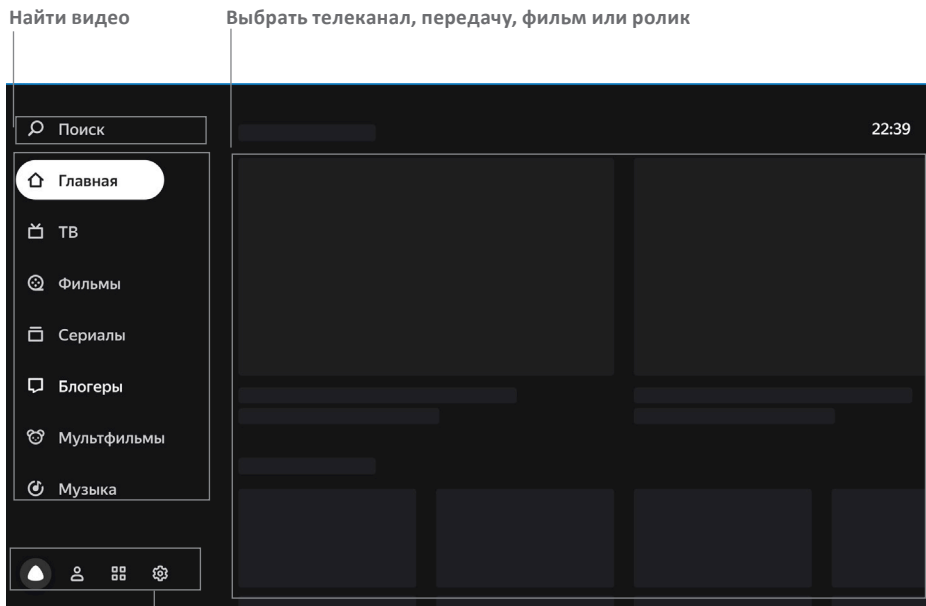 Найти видео
Выбрать телеканал, передачу, фильм или ролик
Поиск
22:39
Главная
ТВ
Фильмы
Сериалы
Блогеры
Мультфильмы
Музыка